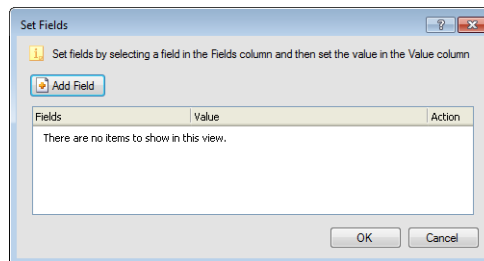 Set Fields
Set fields by selecting a field in the Fields column and then set the value in the Value column
Add Field
Fields Value Action
There are no items to show in this view.
OK Cancel